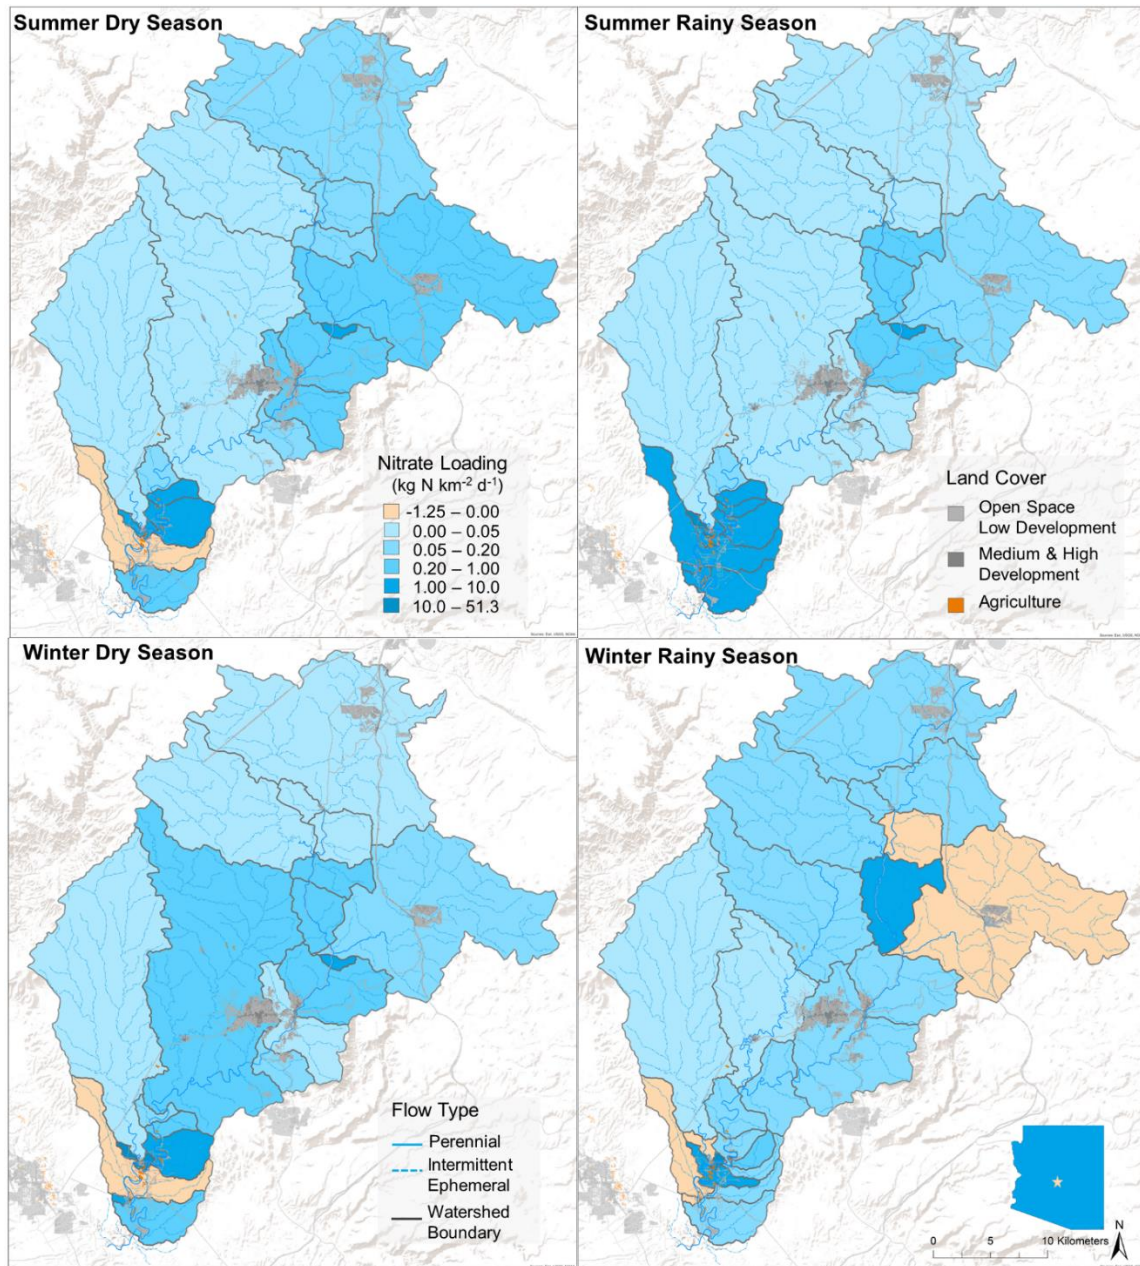 Summer Dry Season
Summer Rainy Season
Nitrate Loading
(kg N km-2 d-1)
-1.25 – 0.00
0.00 – 0.05
0.05 – 0.20
0.20 – 1.00
1.00 – 10.0
10.0 – 51.3
Land Cover
Open Space
Low Development
Medium & High
Development
Agriculture
Winter Dry Season
Winter Rainy Season
Flow Type
Perennial
Intermittent
Ephemeral
Watershed
Boundary
N
0 5 10 Kilometers